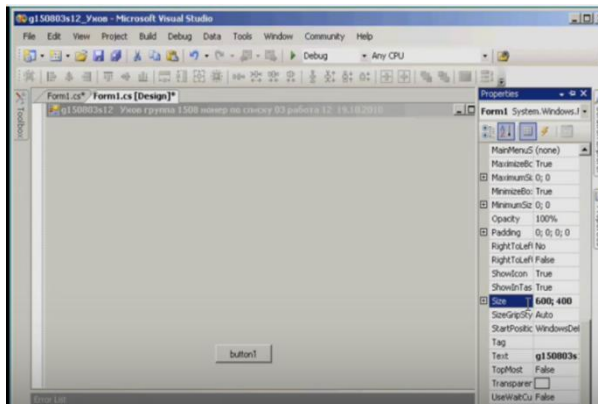 g150803s12_Ухов - Microsoft Visual Studio
File Edit View Project Build Debug Data Tools Window Community Help
Debug Any CPU
Form1.cs* Form1.cs [Design]*
Properties
g150803s12 Ухов группа 1508 номер по списку 03 работа 12 19.10.2010
Form1 System.Windows.
Toolbox
MainMenuS (none)
MaximizeBo True
MaximumSi 0; 0
MinimizeBo True
MinimumSiz 0; 0
Opacity 100%
Padding 0; 0; 0; 0
RightToLeft No
RightToLeft False
ShowIcon True
ShowInTas True
Size 600; 400
SizeGripSty Auto
StartPositic WindowsDef
Tag
Text g150803s
TopMost False
Transparer
UseWaitCu False
button1
Error List